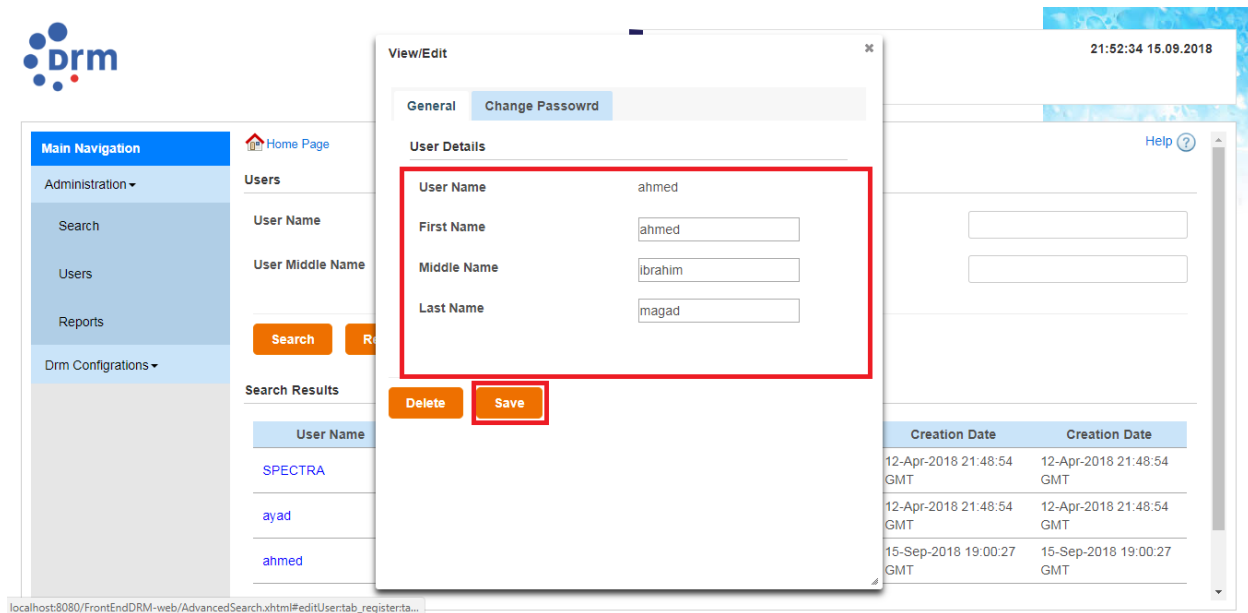 Drm
21:52:34 15.09.2018
Main Navigation
Administration
Search
Users
Reports
Drm Configrations
Home Page
Help ?
Users
User Name
User Middle Name
Search
Search Results
User Name Creation Date Creation Date
SPECTRA 12-Apr-2018 21:48:54 GMT 12-Apr-2018 21:48:54 GMT
ayad 12-Apr-2018 21:48:54 GMT 12-Apr-2018 21:48:54 GMT
ahmed 15-Sep-2018 19:00:27 GMT 15-Sep-2018 19:00:27 GMT
View/Edit
General Change Passowrd
User Details
User Name ahmed
First Name ahmed
Middle Name ibrahim
Last Name magad
Delete Save
localhost:8080/FrontEndDRM-web/AdvancedSearch.xhtml#editUser:tab_register:ta...